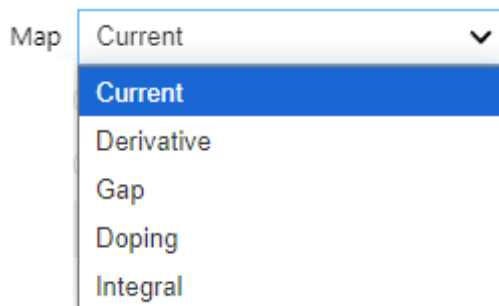 Map Current
Current
Derivative
Gap
Doping
Integral